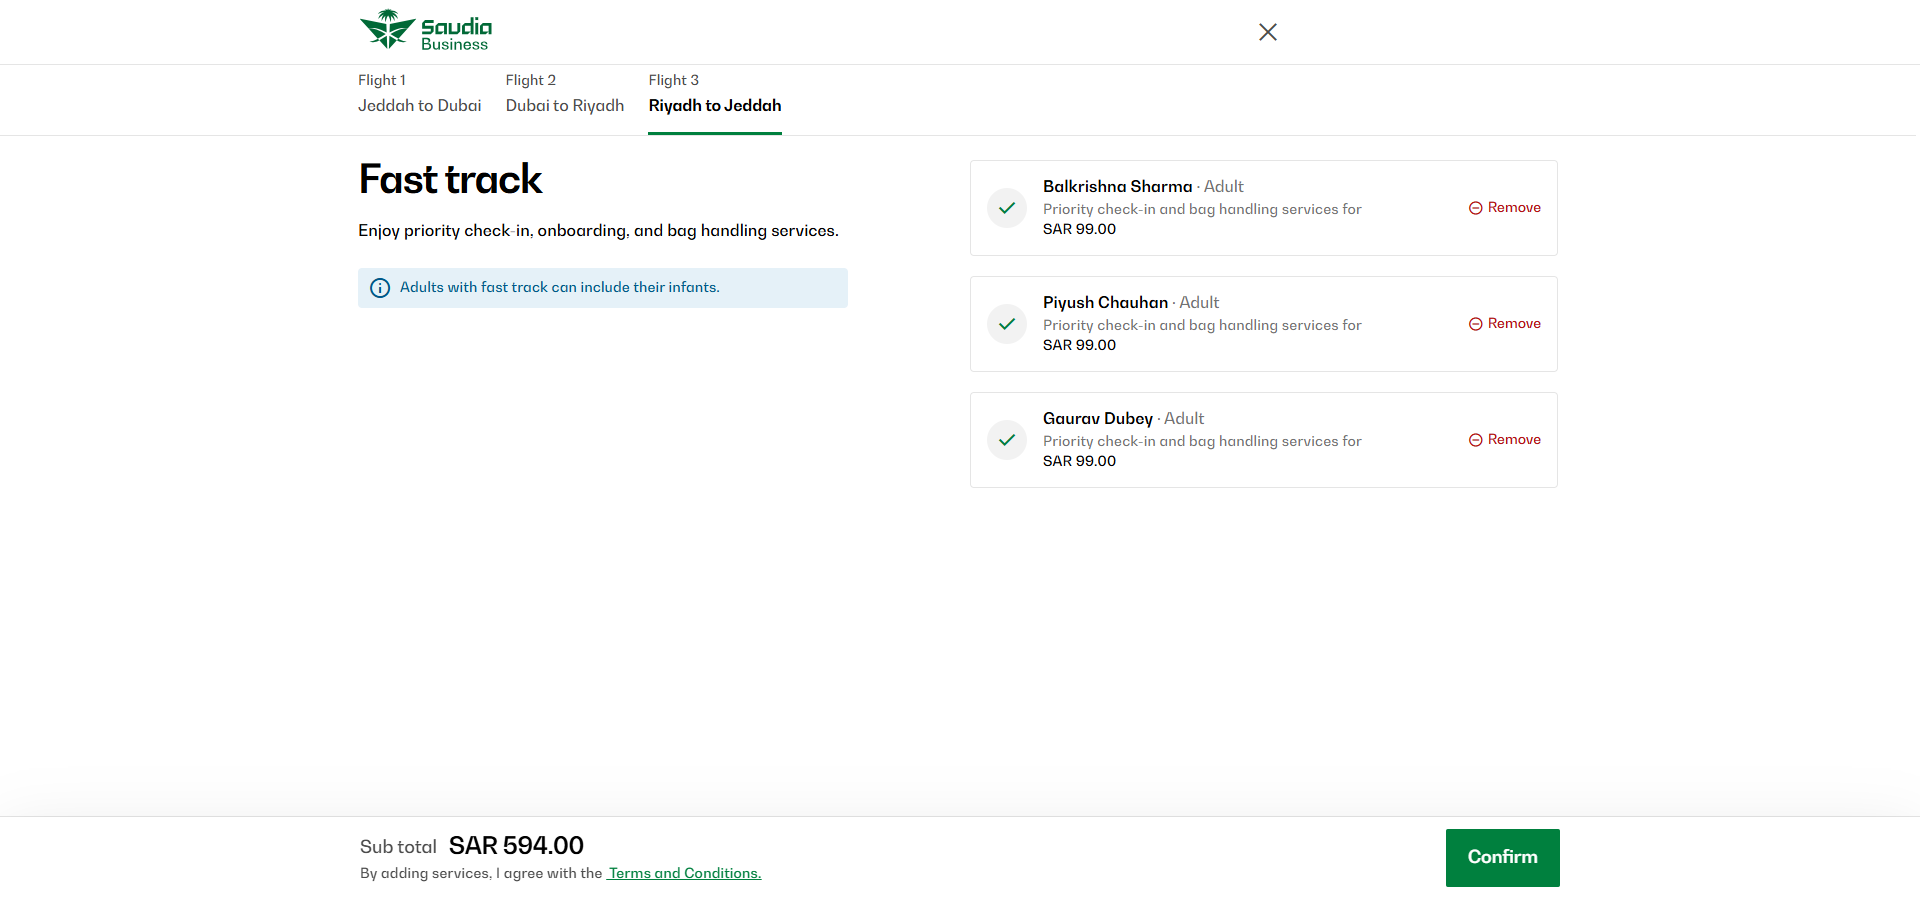 Saudia
Business
Flight 1
Jeddah to Dubai
Flight 2
Dubai to Riyadh
Flight 3
Riyadh to Jeddah
Fast track
Enjoy priority check-in, onboarding, and bag handling services.
Adults with fast track can include their infants.
Balkrishna Sharma · Adult
Priority check-in and bag handling services for
SAR 99.00
Remove
Piyush Chauhan · Adult
Priority check-in and bag handling services for
SAR 99.00
Remove
Gaurav Dubey · Adult
Priority check-in and bag handling services for
SAR 99.00
Remove
Sub total SAR 594.00
By adding services, I agree with the Terms and Conditions.
Confirm